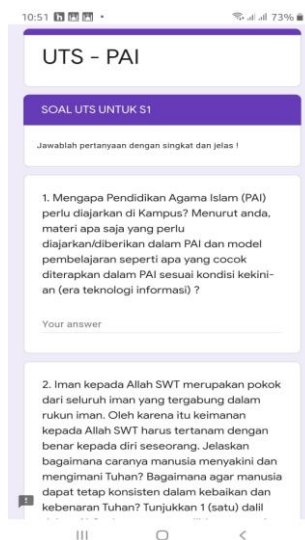 10:51
73%
UTS - PAI
SOAL UTS UNTUK S1
Jawablah pertanyaan dengan singkat dan jelas !
1. Mengapa Pendidikan Agama Islam (PAI)
perlu diajarkan di Kampus? Menurut anda,
materi apa saja yang perlu
diajarkan/diberikan dalam PAI dan model
pembelajaran seperti apa yang cocok
diterapkan dalam PAI sesuai kondisi kekini-
an (era teknologi informasi) ?
Your answer
2. Iman kepada Allah SWT merupakan pokok
dari seluruh iman yang tergabung dalam
rukun iman. Oleh karena itu keimanan
kepada Allah SWT harus tertanam dengan
benar kepada diri seseorang. Jelaskan
bagaimana caranya manusia menyakini dan
mengimani Tuhan? Bagaimana agar manusia
dapat tetap konsisten dalam kebaikan dan
kebenaran Tuhan? Tunjukkan 1 (satu) dalil